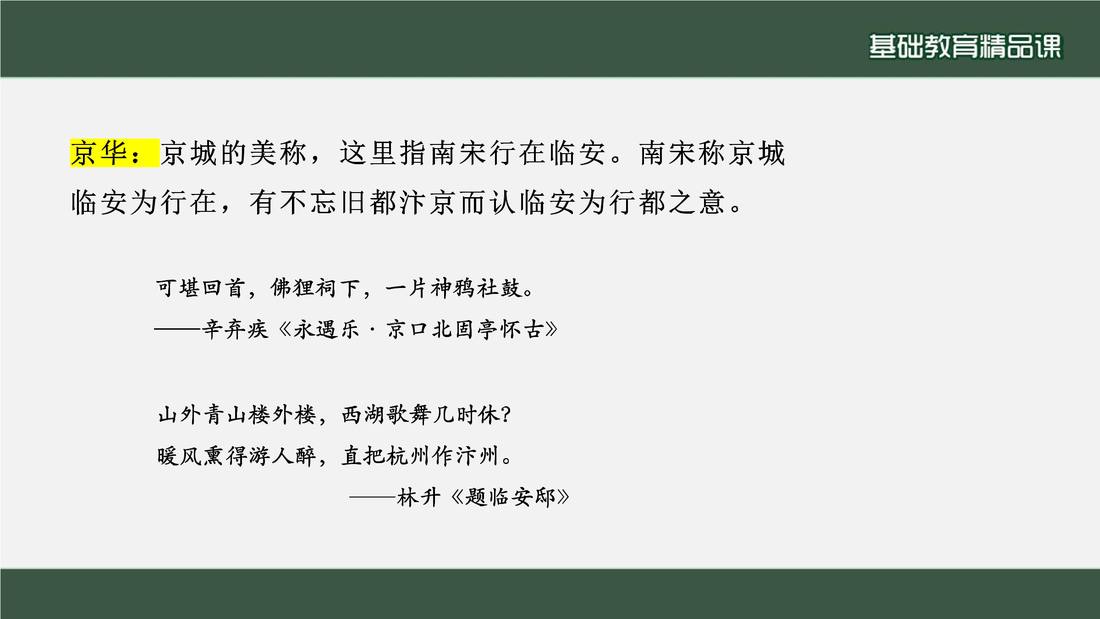 基础教育精品课
京华：京城的美称，这里指南宋行在临安。南宋称京城
临安为行在，有不忘旧都汴京而认临安为行都之意。
可堪回首，佛狸祠下，一片神鸦社鼓。
——辛弃疾《永遇乐·京口北固亭怀古》
山外青山楼外楼，西湖歌舞几时休？
暖风熏得游人醉，直把杭州作汴州。
——林升《题临安邸》